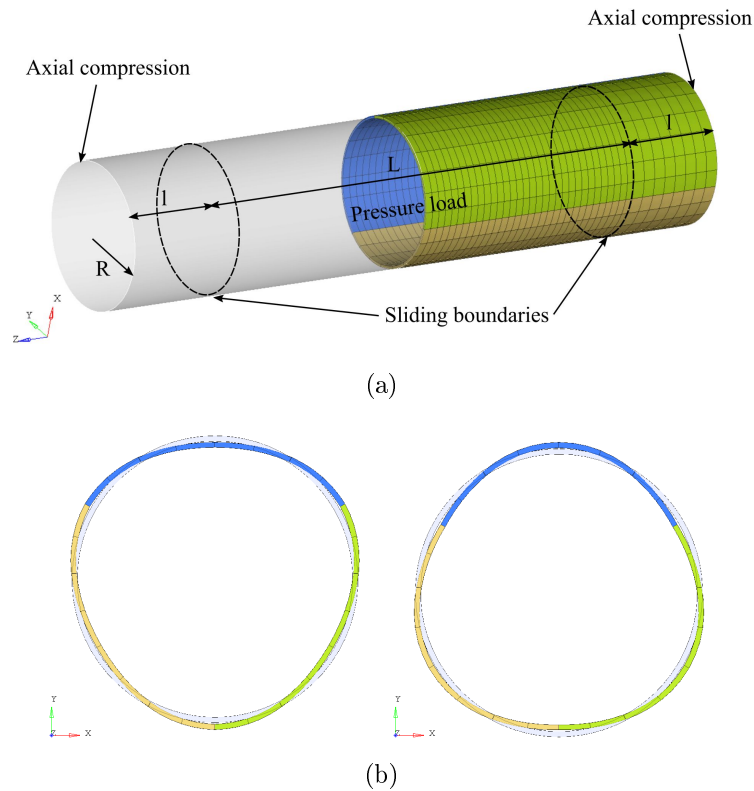 Axial compression
Axial compression
l
L
l
Pressure load
R
X
Y
Z
Sliding boundaries
(a)
Y
Z
X
Y
Z
X
(b)